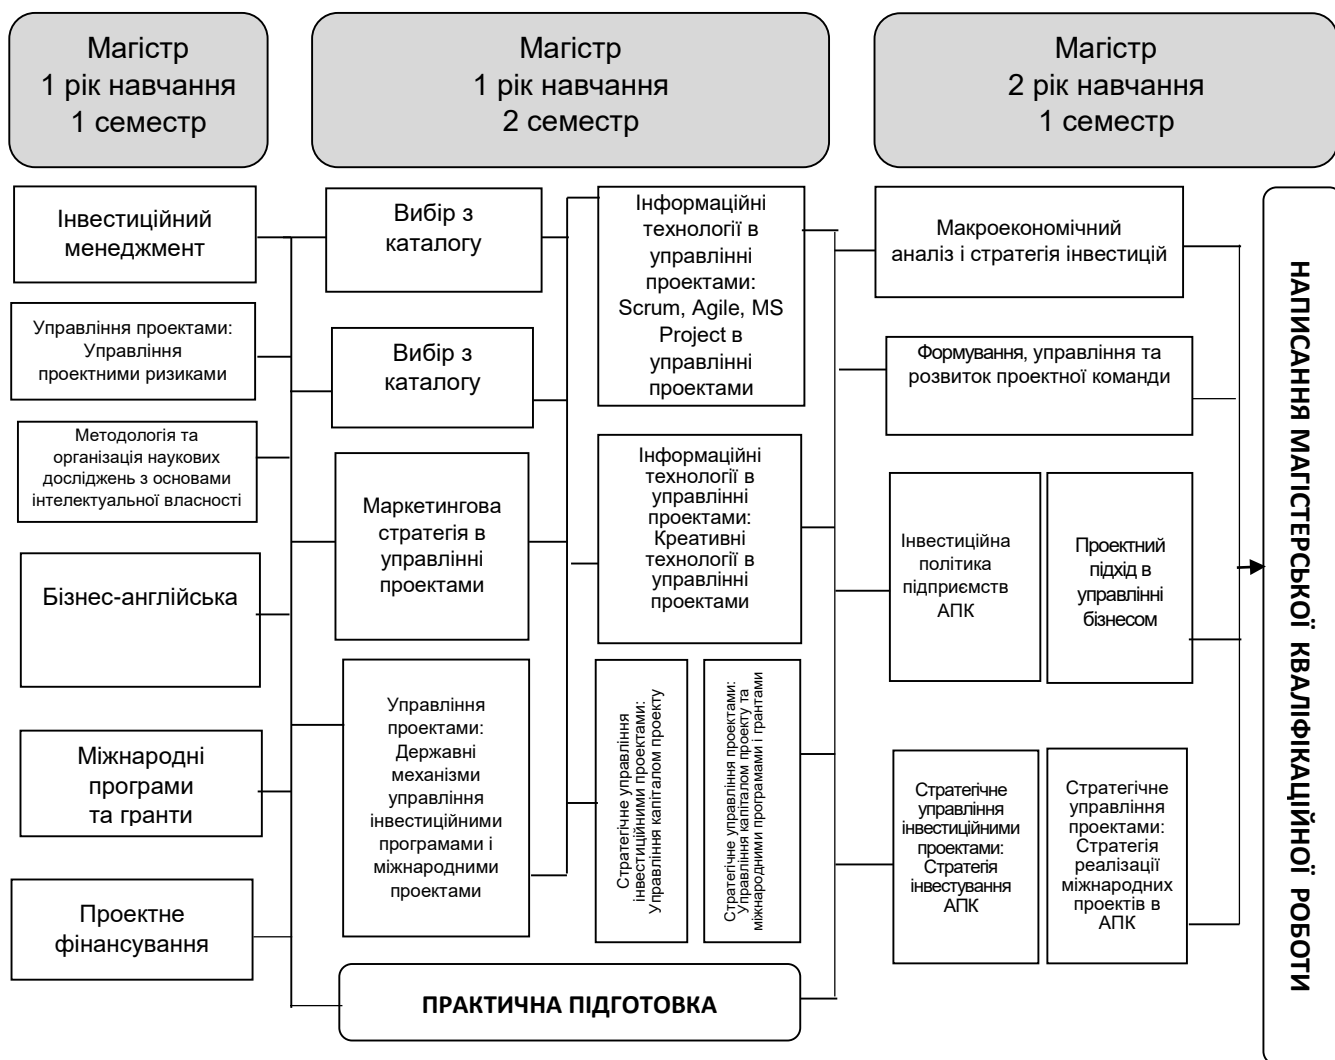 Магістр
1 рік навчання
1 семестр
Магістр
1 рік навчання
2 семестр
Магістр
2 рік навчання
1 семестр
Інвестиційний
менеджмент
Управління проектами:
Управління
проектними ризиками
Методологія та
організація наукових
досліджень з основами
інтелектуальної власності
Бізнес-англійська
Міжнародні
програми
та гранти
Проектне
фінансування
Вибір з
каталогу
Вибір з
каталогу
Маркетингова
стратегія в
управлінні
проектами
Управління
проектами:
Державні
механізми
управління
інвестиційними
програмами і
міжнародними
проектами
Інформаційні
технології в
управлінні
проектами:
Scrum, Agile, MS
Project в
управлінні
проектами
Інформаційні
технології в
управлінні
проектами:
Креативні
технології в
управлінні
проектами
Стратегічне управління
інвестиційними проектами:
Управління капіталом проекту
Стратегічне управління проектами:
Управління капіталом проекту та
міжнародними програмами і грантами
ПРАКТИЧНА ПІДГОТОВКА
Макроекономічний
аналіз і стратегія інвестицій
Формування, управління та
розвиток проектної команди
Інвестиційна
політика
підприємств
АПК
Проектний
підхід в
управлінні
бізнесом
Стратегічне
управління
інвестиційними
проектами:
Стратегія
інвестування
АПК
Стратегічне
управління
проектами:
Стратегія
реалізації
міжнародних
проектів в
АПК
НАПИСАННЯ МАГІСТЕРСЬКОЇ КВАЛІФІКАЦІЙНОЇ РОБОТИ